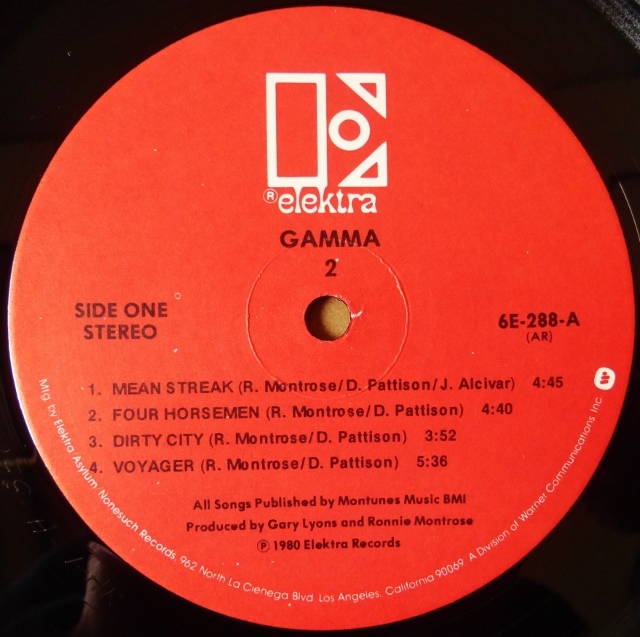 ® elektra
GAMMA
2
SIDE ONE
STEREO
6E-288-A
(AR)
1. MEAN STREAK (R. Montrose/D. Pattison/J. Alcivar) 4:45
2. FOUR HORSEMEN (R. Montrose/D. Pattison) 4:40
3. DIRTY CITY (R. Montrose/D. Pattison) 3:52
4. VOYAGER (R. Montrose/D. Pattison) 5:36
All Songs Published by Montunes Music BMI
Produced by Gary Lyons and Ronnie Montrose
℗ 1980 Elektra Records
Mfg. by Elektra Asylum Nonesuch Records, 962 North La Cienega Blvd. Los Angeles, California 90069 A Division of Warner Communications Inc